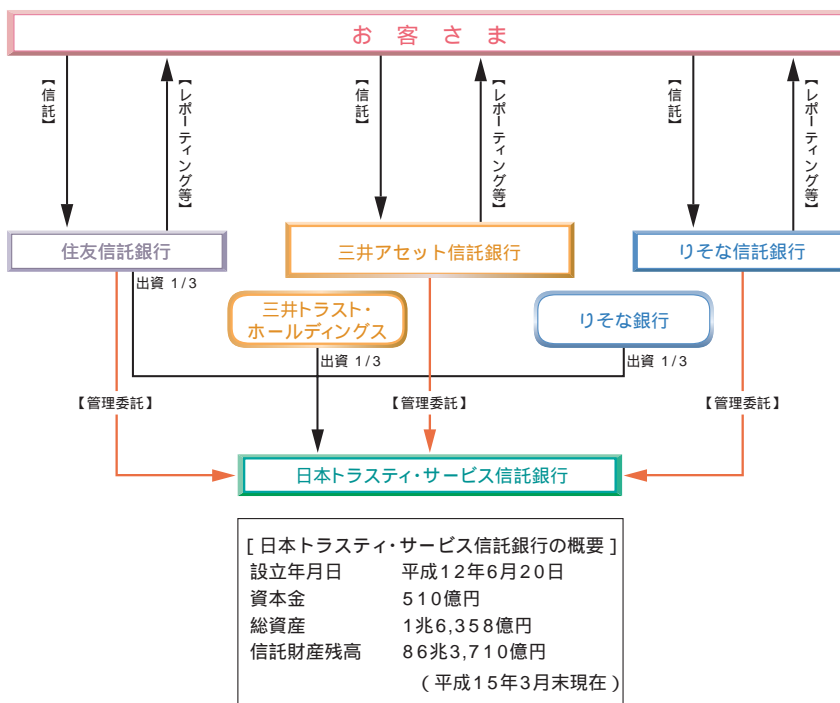 お客さま
【信託】
【レポーティング等】
【信託】
【レポーティング等】
【信託】
【レポーティング等】
住友信託銀行
三井アセット信託銀行
りそな信託銀行
出資 1/3
三井トラスト・
ホールディングス
りそな銀行
出資 1/3
出資 1/3
【管理委託】
【管理委託】
【管理委託】
日本トラスティ・サービス信託銀行
[日本トラスティ・サービス信託銀行の概要]
設立年月日 平成12年6月20日
資本金 510億円
総資産 1兆6,358億円
信託財産残高 86兆3,710億円
(平成15年3月末現在)